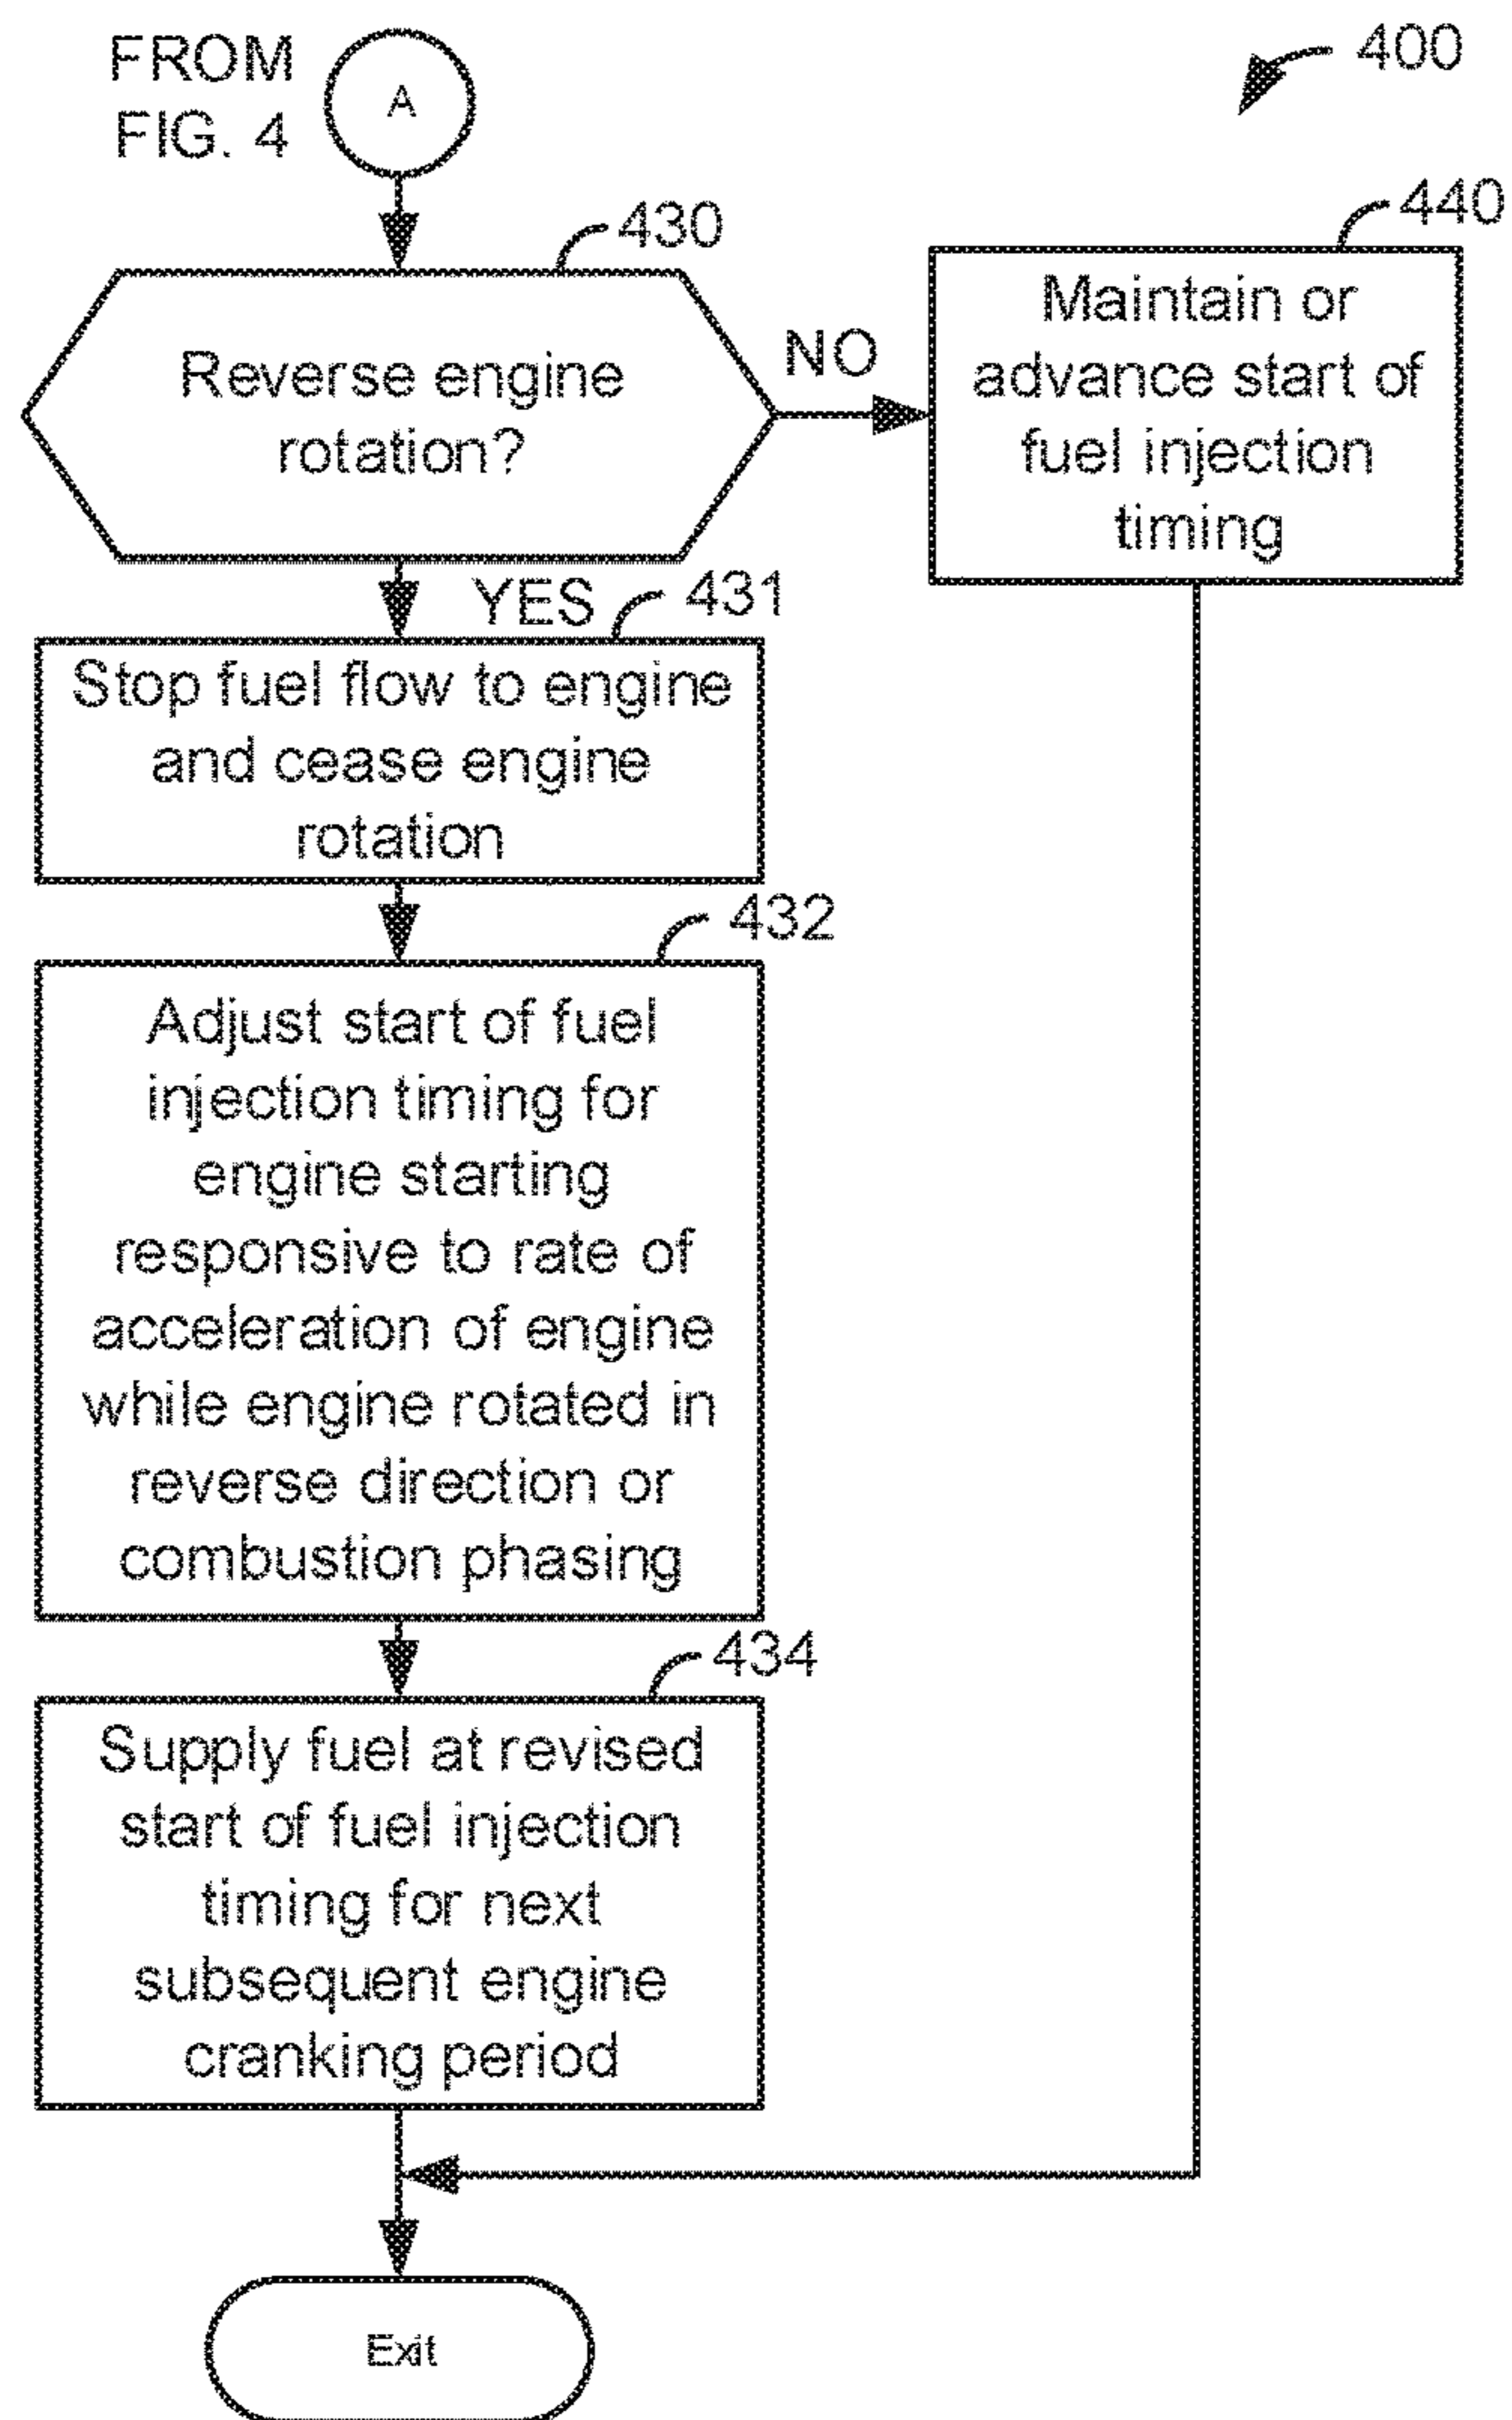 FROM
FIG. 4
A
400
430
Reverse engine
rotation?
NO
440
Maintain or
advance start of
fuel injection
timing
YES
431
Stop fuel flow to engine
and cease engine
rotation
432
Adjust start of fuel
injection timing for
engine starting
responsive to rate of
acceleration of engine
while engine rotated in
reverse direction or
combustion phasing
434
Supply fuel at revised
start of fuel injection
timing for next
subsequent engine
cranking period
Exit